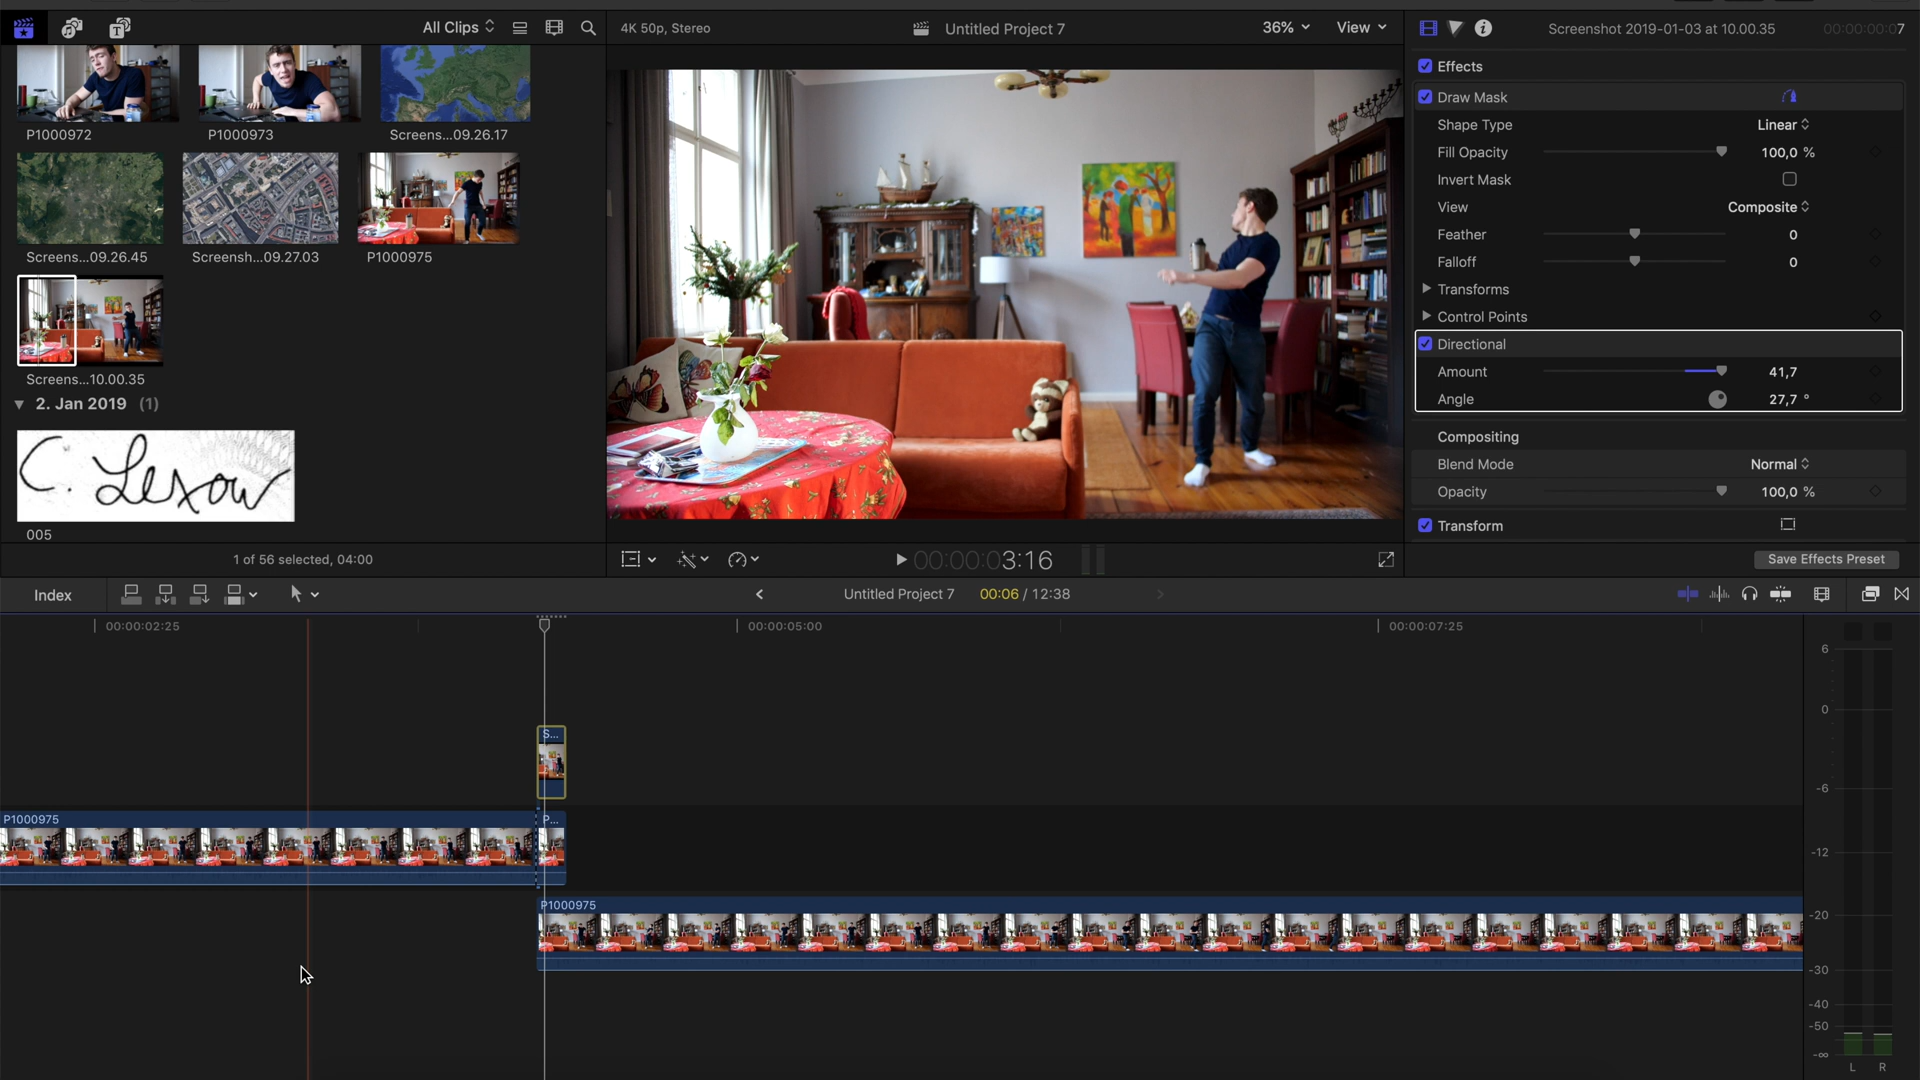 All Clips
4K 50p, Stereo
Untitled Project 7
36%
View
Screenshot 2019-01-03 at 10.00.35
00:00:00:07
P1000972
P1000973
Screens...09.26.17
Screens...09.26.45
Screensh...09.27.03
P1000975
Screens...10.00.35
2. Jan 2019 (1)
C. Lexow
005
1 of 56 selected, 04:00
Effects
Draw Mask
Shape Type Linear
Fill Opacity 100,0 %
Invert Mask
View Composite
Feather 0
Falloff 0
Transforms
Control Points
Directional
Amount 41,7
Angle 27,7 °
Compositing
Blend Mode Normal
Opacity 100,0 %
Transform
Save Effects Preset
00:00:03:16
Index
Untitled Project 7
00:06 / 12:38
00:00:02:25
00:00:05:00
00:00:07:25
S...
P1000975
P...
P1000975
6
0
-6
-12
-20
-30
-40
-50
-∞
L R